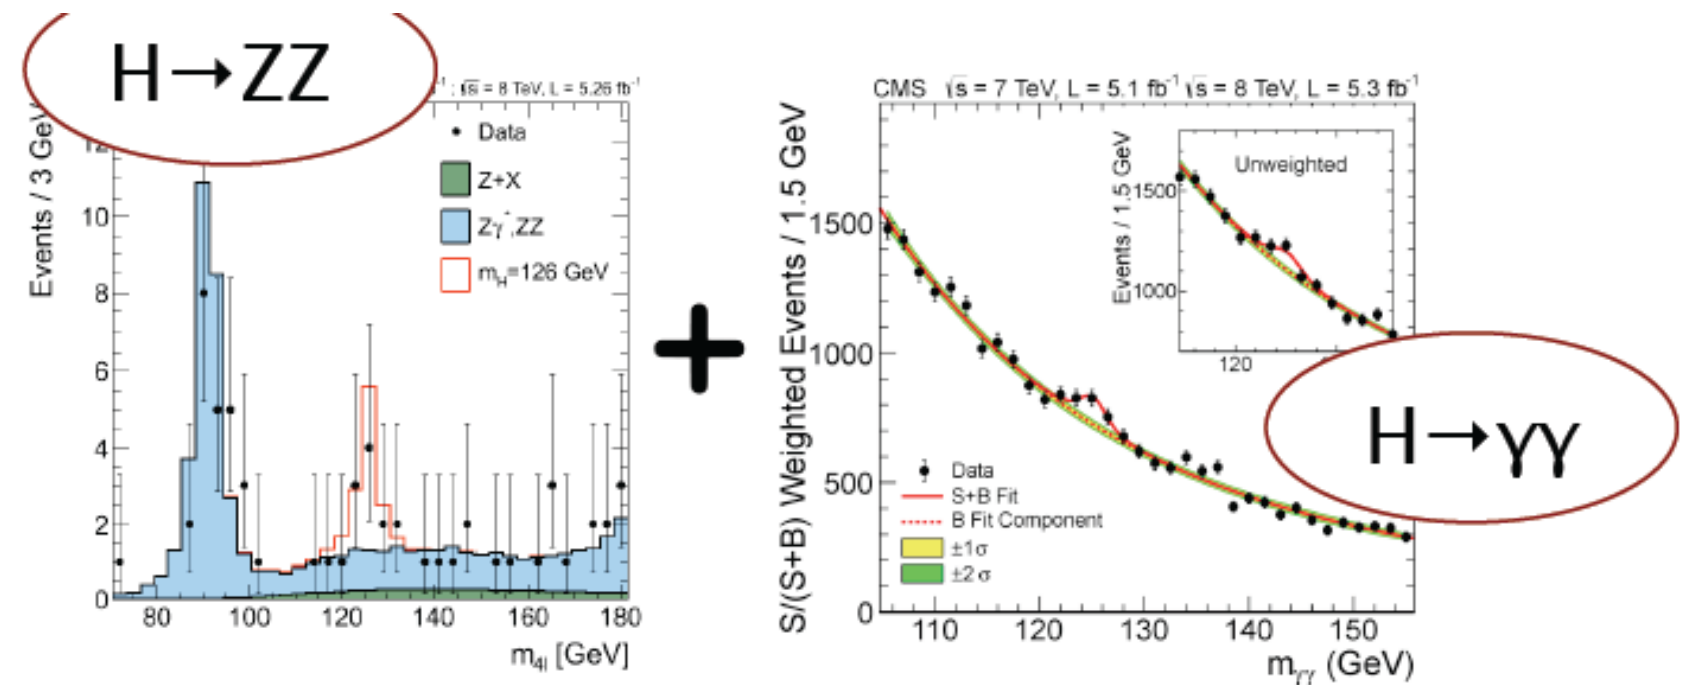 H→ZZ
⁻¹ ; √s = 8 TeV, L = 5.26 fb⁻¹
Events / 3 GeV
12
10
8
6
4
2
0
Data
Z+X
Zγ*,ZZ
m_H=126 GeV
80 100 120 140 160 180
m_4l [GeV]
+
CMS √s = 7 TeV, L = 5.1 fb⁻¹ √s = 8 TeV, L = 5.3 fb⁻¹
S/(S+B) Weighted Events / 1.5 GeV
1500
1000
500
0
Unweighted
Events / 1.5 GeV
1500
1000
120
H→γγ
Data
S+B Fit
B Fit Component
±1σ
±2σ
110 120 130 140 150
m_γγ (GeV)